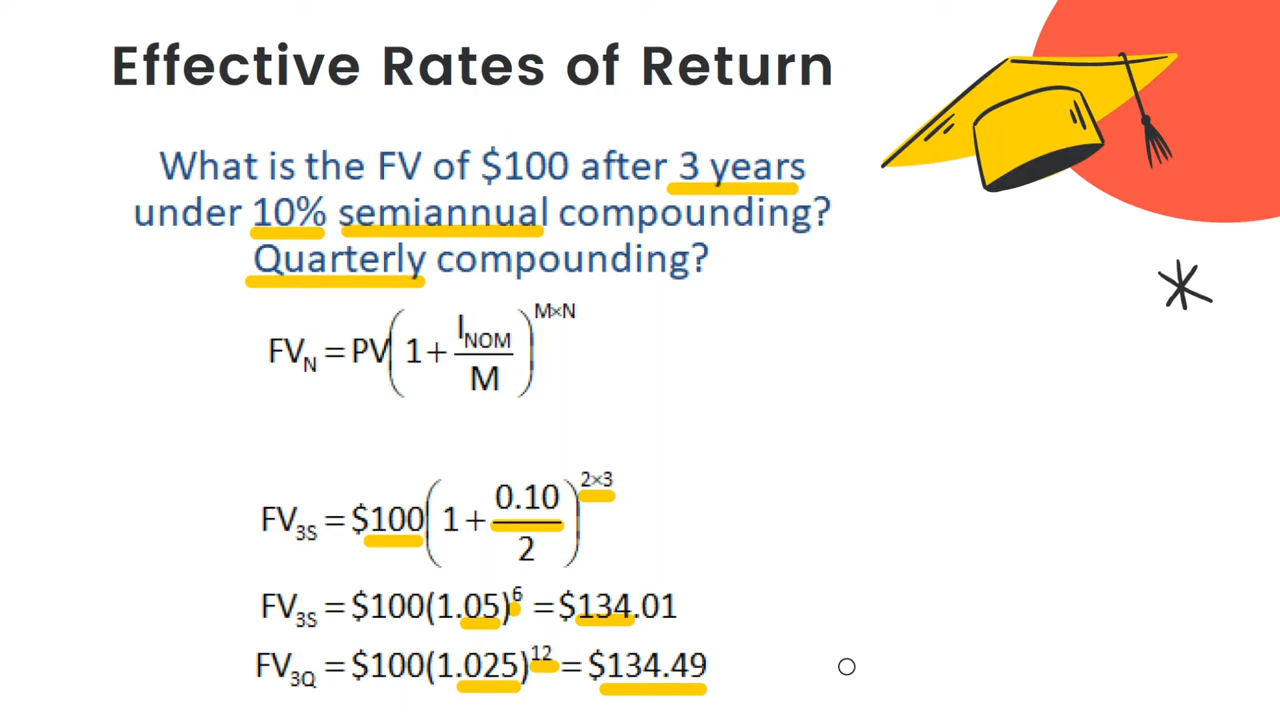 Effective Rates of Return
What is the FV of $100 after 3 years
under 10% semiannual compounding?
Quarterly compounding?
FV_N = PV(1 + I_NOM/M)^(M×N)
FV_3S = $100(1 + 0.10/2)^(2×3)
FV_3S = $100(1.05)^6 = $134.01
FV_3Q = $100(1.025)^12 = $134.49